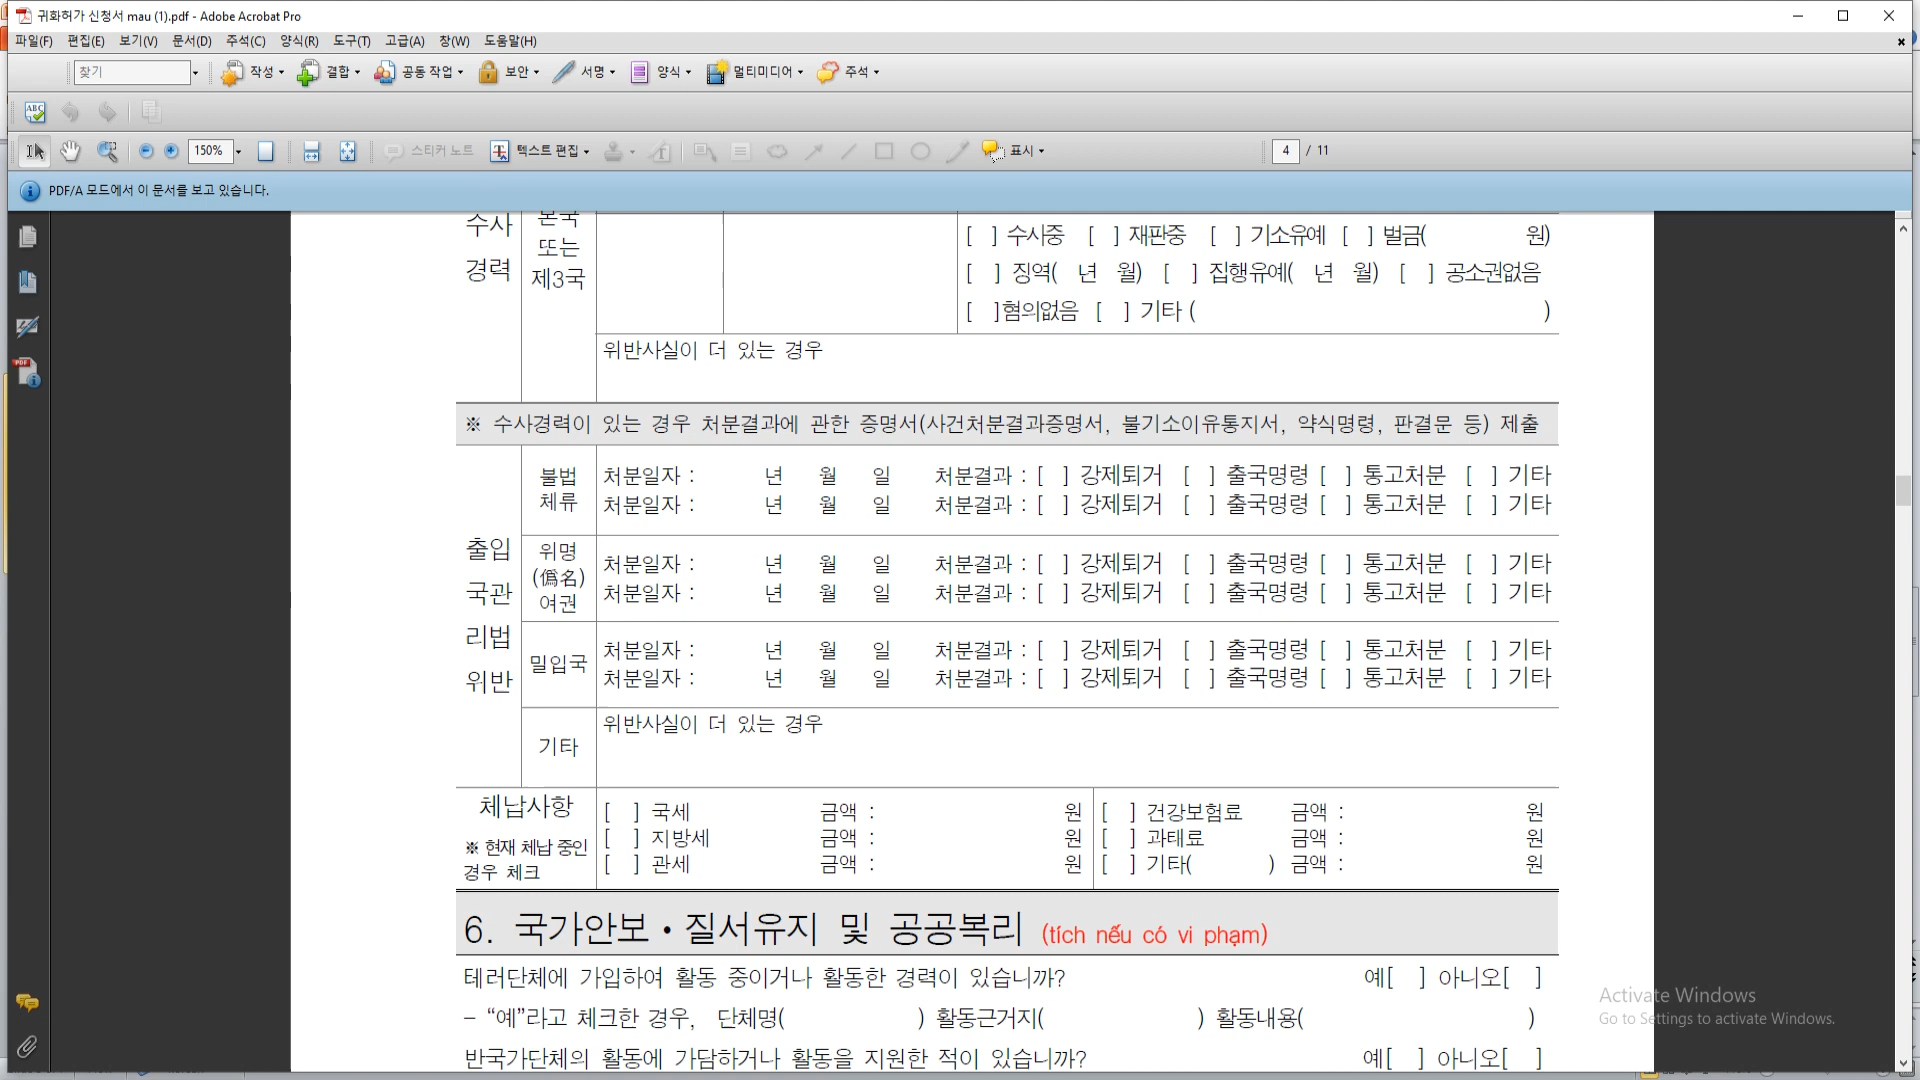 귀화허가 신청서 mau (1).pdf - Adobe Acrobat Pro
파일(F) 편집(E) 보기(V) 문서(D) 주석(C) 양식(R) 도구(T) 고급(A) 창(W) 도움말(H)
찾기 작성 결합 공동 작업 보안 서명 양식 멀티미디어 주석
150% 스티커 노트 텍스트 편집 표시 4 / 11
PDF/A 모드에서 이 문서를 보고 있습니다.
수사 경력
본국 또는 제3국
[ ] 수사중 [ ] 재판중 [ ] 기소유예 [ ] 벌금( 원)
[ ] 징역( 년 월) [ ] 집행유예( 년 월) [ ] 공소권없음
[ ]혐의없음 [ ] 기타 ( )
위반사실이 더 있는 경우
※ 수사경력이 있는 경우 처분결과에 관한 증명서(사건처분결과증명서, 불기소이유통지서, 약식명령, 판결문 등) 제출
출입
국관
리법
위반
불법
체류
처분일자 : 년 월 일 처분결과 : [ ] 강제퇴거 [ ] 출국명령 [ ] 통고처분 [ ] 기타
처분일자 : 년 월 일 처분결과 : [ ] 강제퇴거 [ ] 출국명령 [ ] 통고처분 [ ] 기타
위명
(僞名)
여권
처분일자 : 년 월 일 처분결과 : [ ] 강제퇴거 [ ] 출국명령 [ ] 통고처분 [ ] 기타
처분일자 : 년 월 일 처분결과 : [ ] 강제퇴거 [ ] 출국명령 [ ] 통고처분 [ ] 기타
밀입국
처분일자 : 년 월 일 처분결과 : [ ] 강제퇴거 [ ] 출국명령 [ ] 통고처분 [ ] 기타
처분일자 : 년 월 일 처분결과 : [ ] 강제퇴거 [ ] 출국명령 [ ] 통고처분 [ ] 기타
기타
위반사실이 더 있는 경우
체납사항
※ 현재 체납 중인
경우 체크
[ ] 국세 금액 : 원 [ ] 건강보험료 금액 : 원
[ ] 지방세 금액 : 원 [ ] 과태료 금액 : 원
[ ] 관세 금액 : 원 [ ] 기타( ) 금액 : 원
6. 국가안보・질서유지 및 공공복리 (tích nếu có vi phạm)
테러단체에 가입하여 활동 중이거나 활동한 경력이 있습니까? 예[ ] 아니오[ ]
- “예”라고 체크한 경우, 단체명( ) 활동근거지( ) 활동내용( )
반국가단체의 활동에 가담하거나 활동을 지원한 적이 있습니까? 예[ ] 아니오[ ]
Activate Windows
Go to Settings to activate Windows.